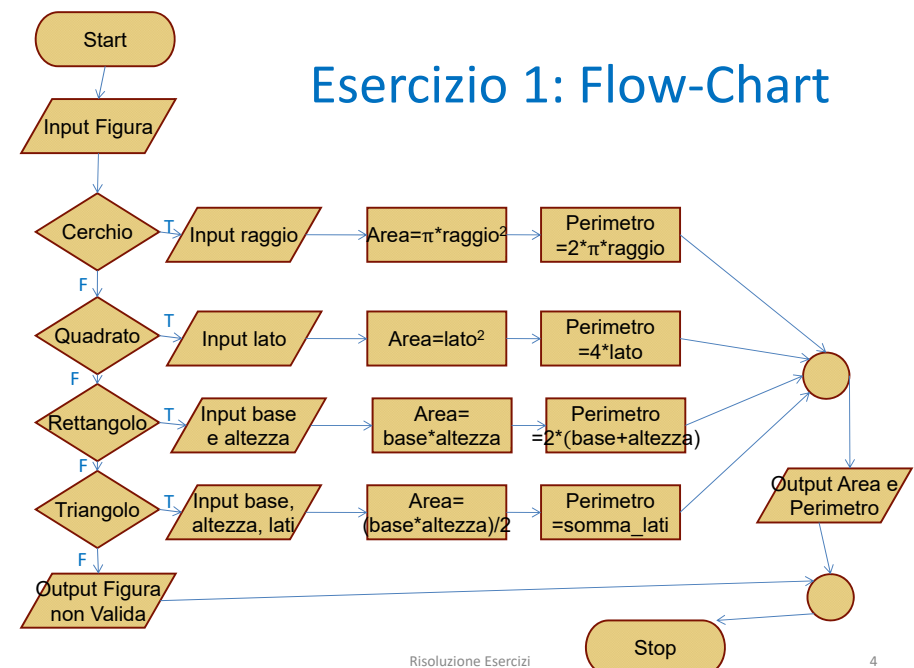 Start
Esercizio 1: Flow-Chart
Input Figura
Cerchio
T
Input raggio
Area=π*raggio²
Perimetro
=2*π*raggio
F
Quadrato
T
Input lato
Area=lato²
Perimetro
=4*lato
F
Rettangolo
T
Input base
e altezza
Area=
base*altezza
Perimetro
=2*(base+altezza)
F
Triangolo
T
Input base,
altezza, lati
Area=
(base*altezza)/2
Perimetro
=somma_lati
Output Area e
Perimetro
F
Output Figura
non Valida
Stop
Risoluzione Esercizi
4